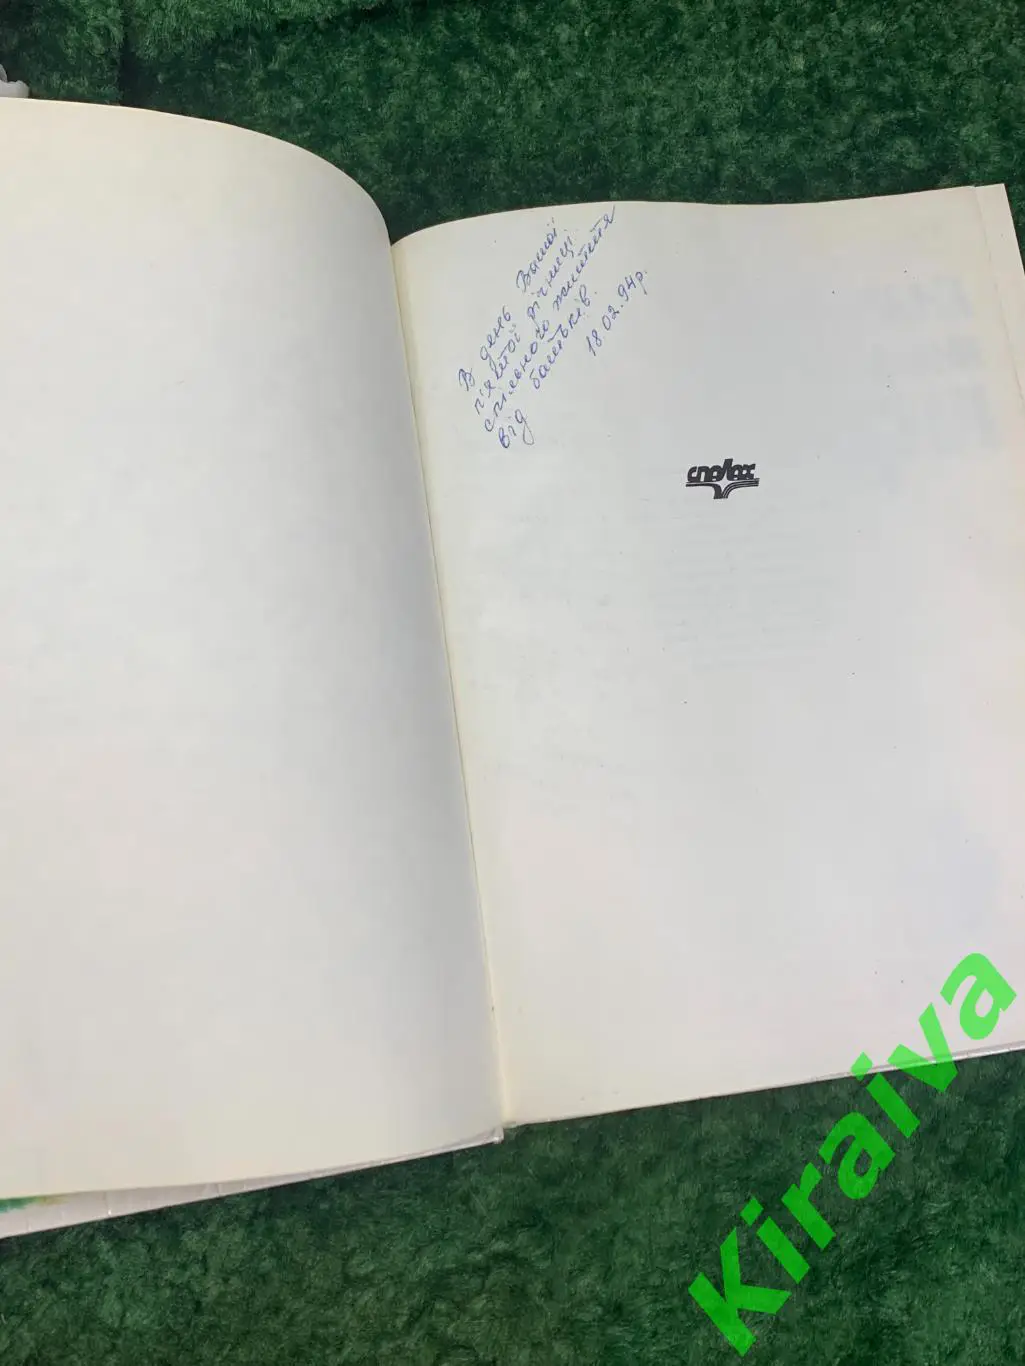 В день Вашої
п'ятої річниці
спільного життя
від батьків.
18.02.94р.
сполох
Kiraiva